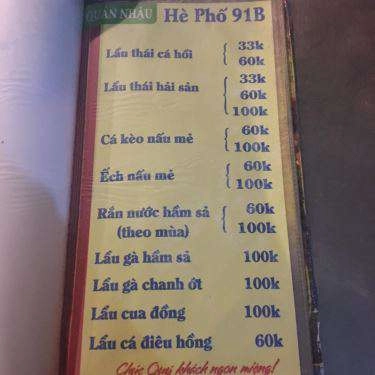 QUÁN NHẬU Hè Phố 91B
Lẩu thái cá hồi { 33k
60k
Lẩu thái hải sản { 33k
60k
100k
Cá kèo nấu mẻ { 60k
100k
Ếch nấu mẻ { 60k
100k
Rắn nước hầm sả { 60k
(theo mùa) 100k
Lẩu gà hầm sả 100k
Lẩu gà chanh ớt 100k
Lẩu cua đồng 100k
Lẩu cá điêu hồng 60k
Chúc Quý khách ngon miệng!